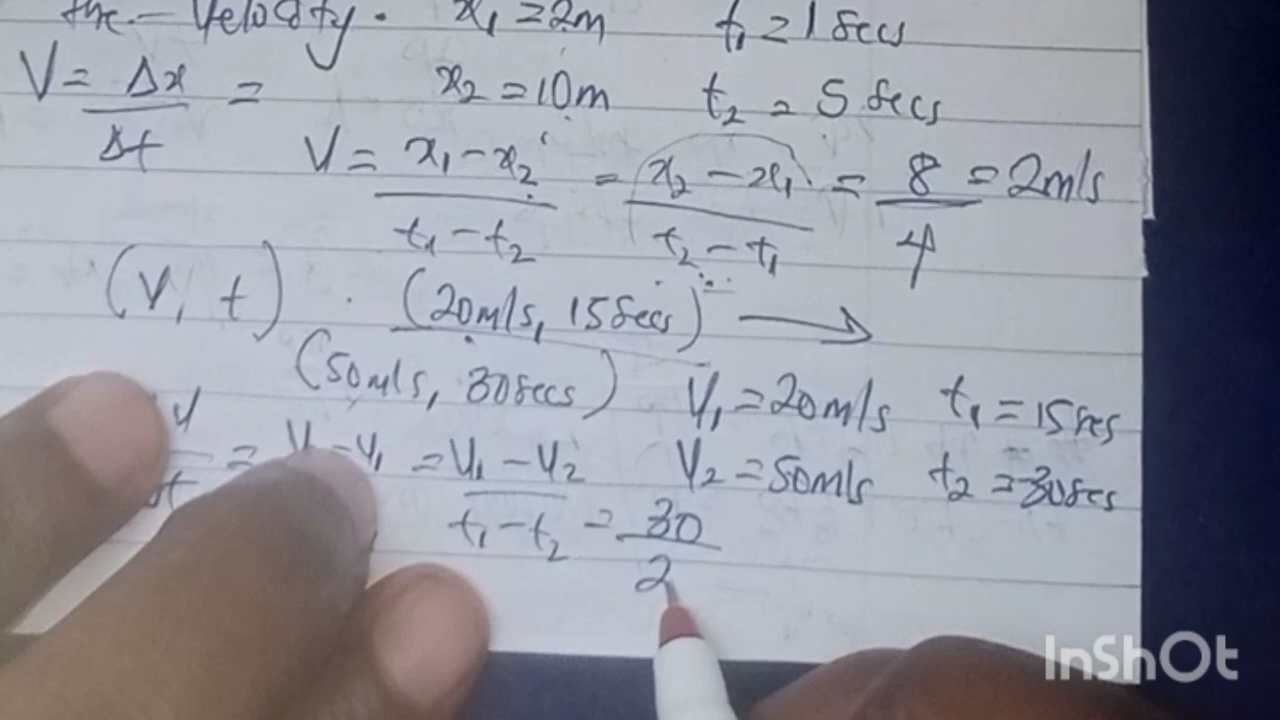 the - Velocity. x₁ = 2m t₁ = 1 secs
V = Δx/Δt = x₂ = 10m t₂ = 5 secs
V = (x₁ - x₂)/(t₁ - t₂) = (x₂ - x₁)/(t₂ - t₁) = 8/4 = 2m/s
(V, t) (20m/s, 15secs) →
(50m/s, 30secs) V₁ = 20m/s t₁ = 15secs
= V₁ - V₂/t₁ - t₂ = 30/2 V₂ = 50m/s t₂ = 30secs
InShOt